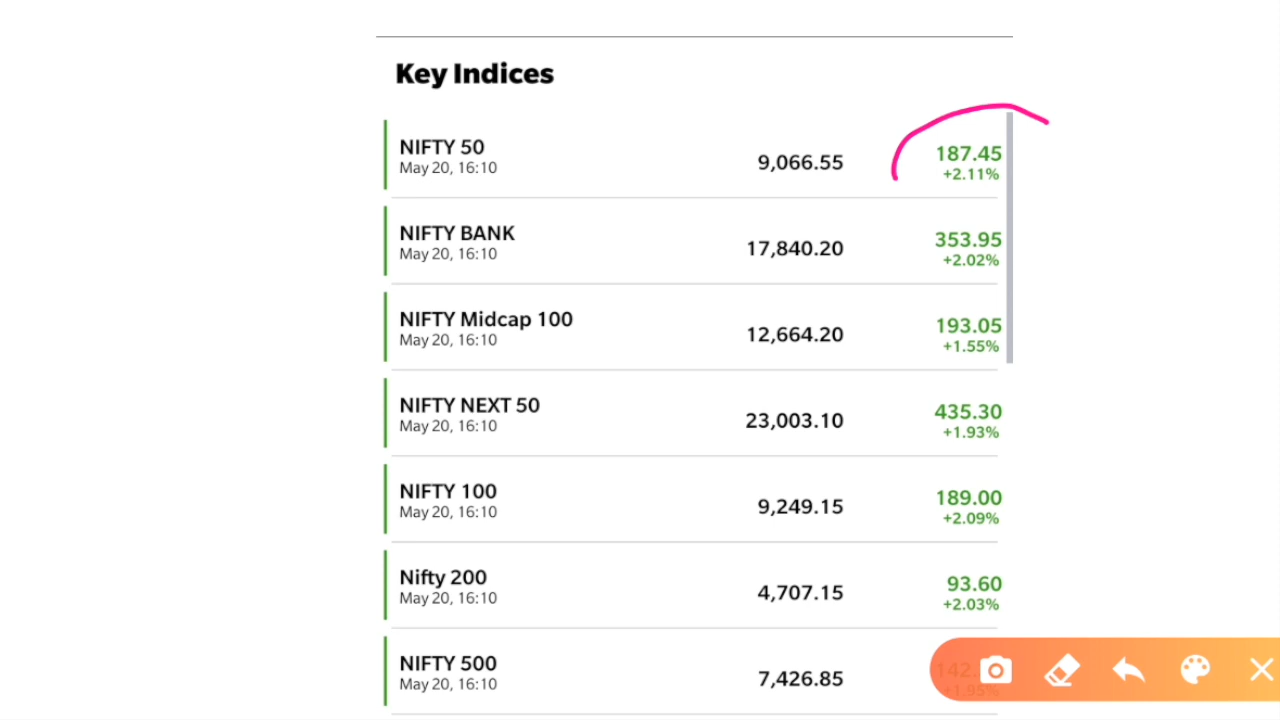 Key Indices
NIFTY 50
May 20, 16:10
9,066.55
187.45
+2.11%
NIFTY BANK
May 20, 16:10
17,840.20
353.95
+2.02%
NIFTY Midcap 100
May 20, 16:10
12,664.20
193.05
+1.55%
NIFTY NEXT 50
May 20, 16:10
23,003.10
435.30
+1.93%
NIFTY 100
May 20, 16:10
9,249.15
189.00
+2.09%
Nifty 200
May 20, 16:10
4,707.15
93.60
+2.03%
NIFTY 500
May 20, 16:10
7,426.85
+1.95%